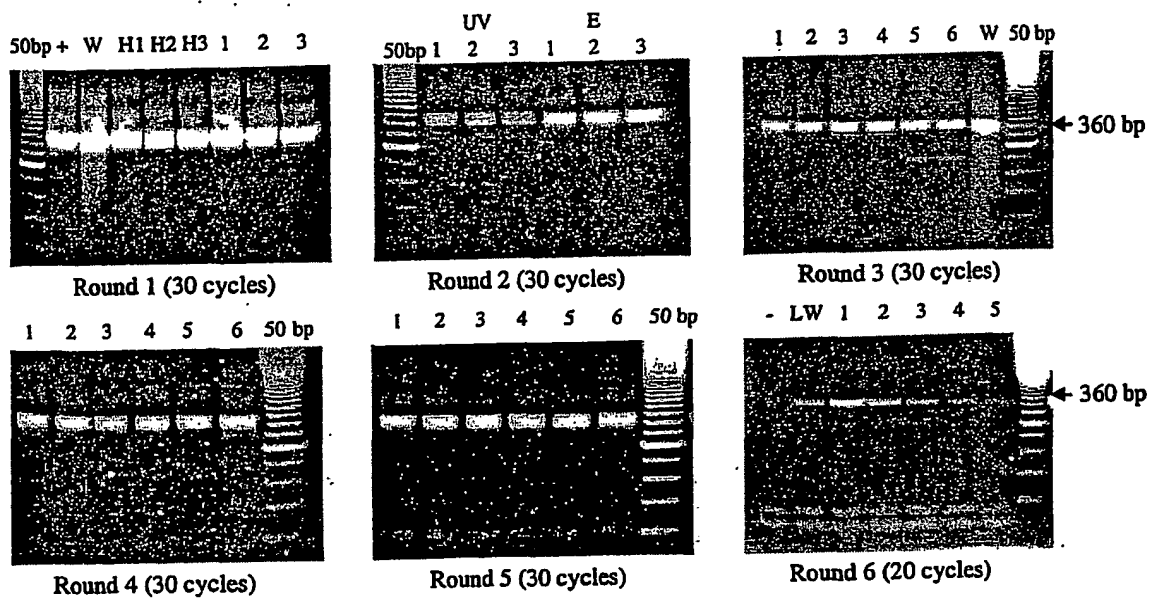 UV E
50bp + W H1 H2 H3 1 2 3
50bp 1 2 3 1 2 3
1 2 3 4 5 6 W 50 bp
360 bp
Round 1 (30 cycles)
Round 2 (30 cycles)
Round 3 (30 cycles)
1 2 3 4 5 6 50 bp
1 2 3 4 5 6 50 bp
- LW 1 2 3 4 5
360 bp
Round 4 (30 cycles)
Round 5 (30 cycles)
Round 6 (20 cycles)